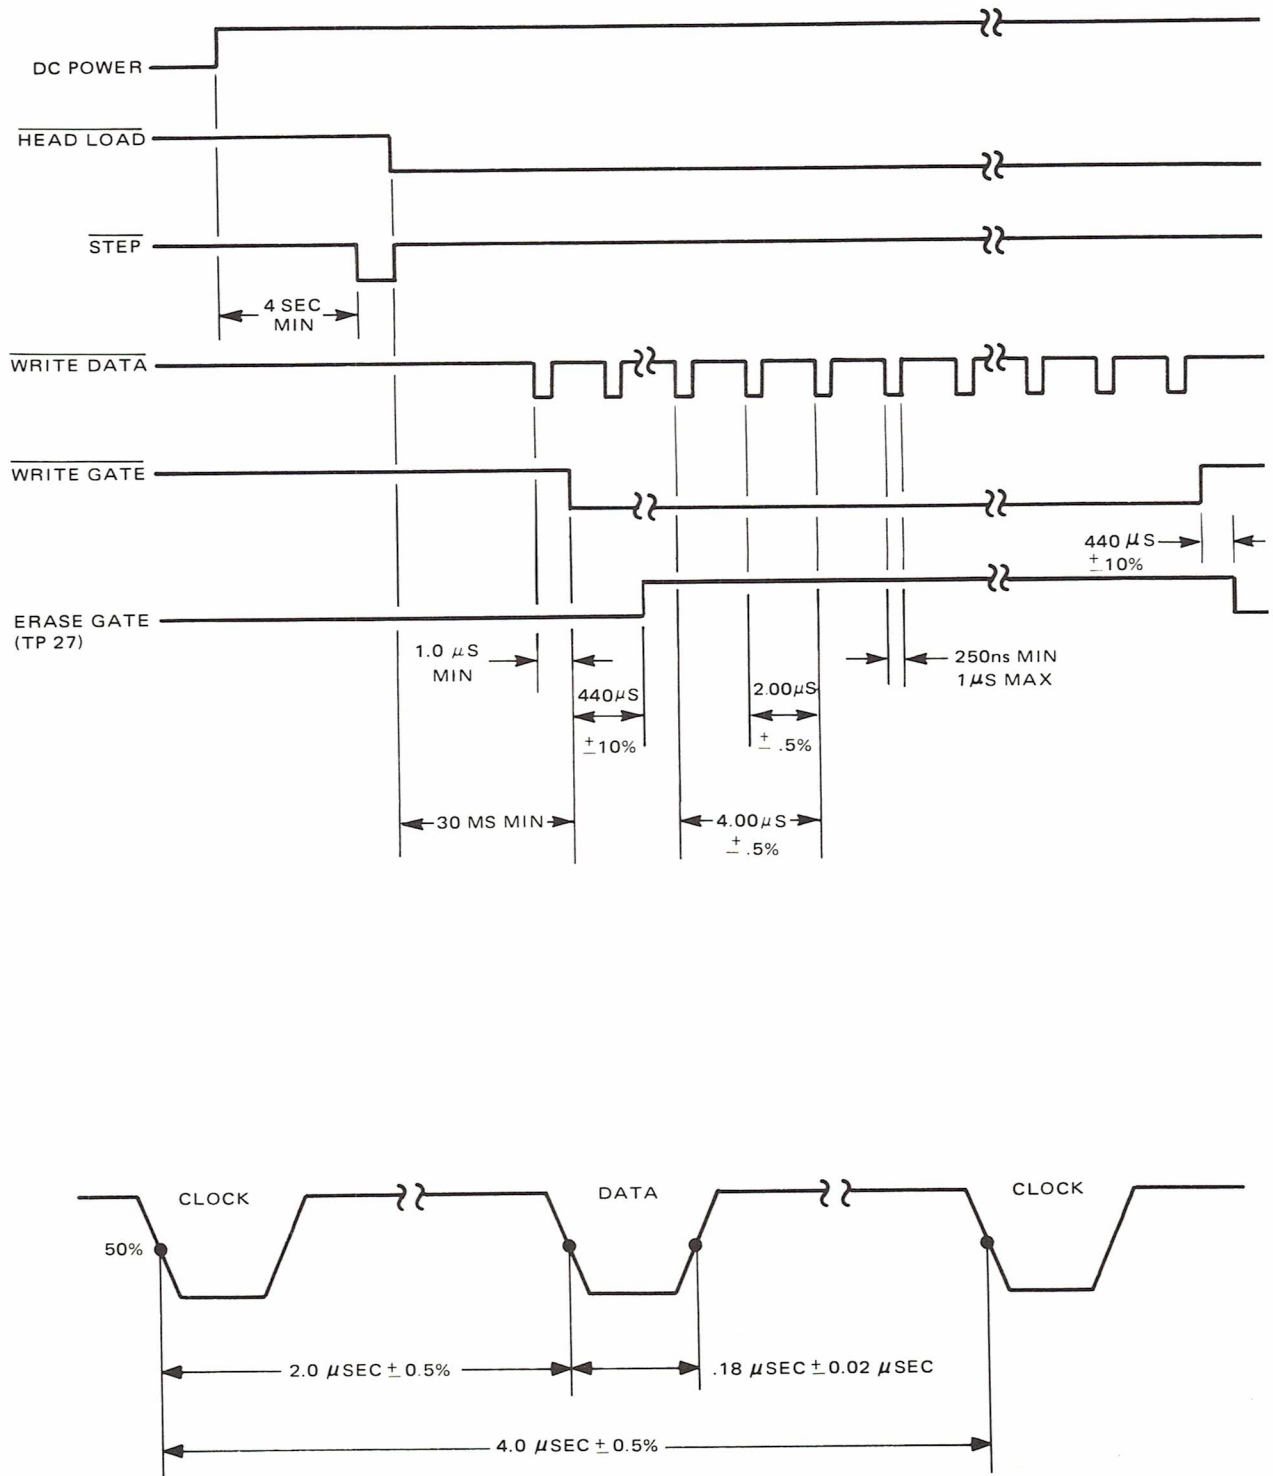 DC POWER
HEAD LOAD
STEP
4 SEC
MIN
WRITE DATA
WRITE GATE
440 μS
±10%
ERASE GATE
(TP 27)
1.0 μS
MIN
440μS
±10%
2.00μS
± .5%
250ns MIN
1μS MAX
30 MS MIN
4.00μS
± .5%
CLOCK
DATA
CLOCK
50%
2.0 μSEC ± 0.5%
.18 μSEC ± 0.02 μSEC
4.0 μSEC ± 0.5%